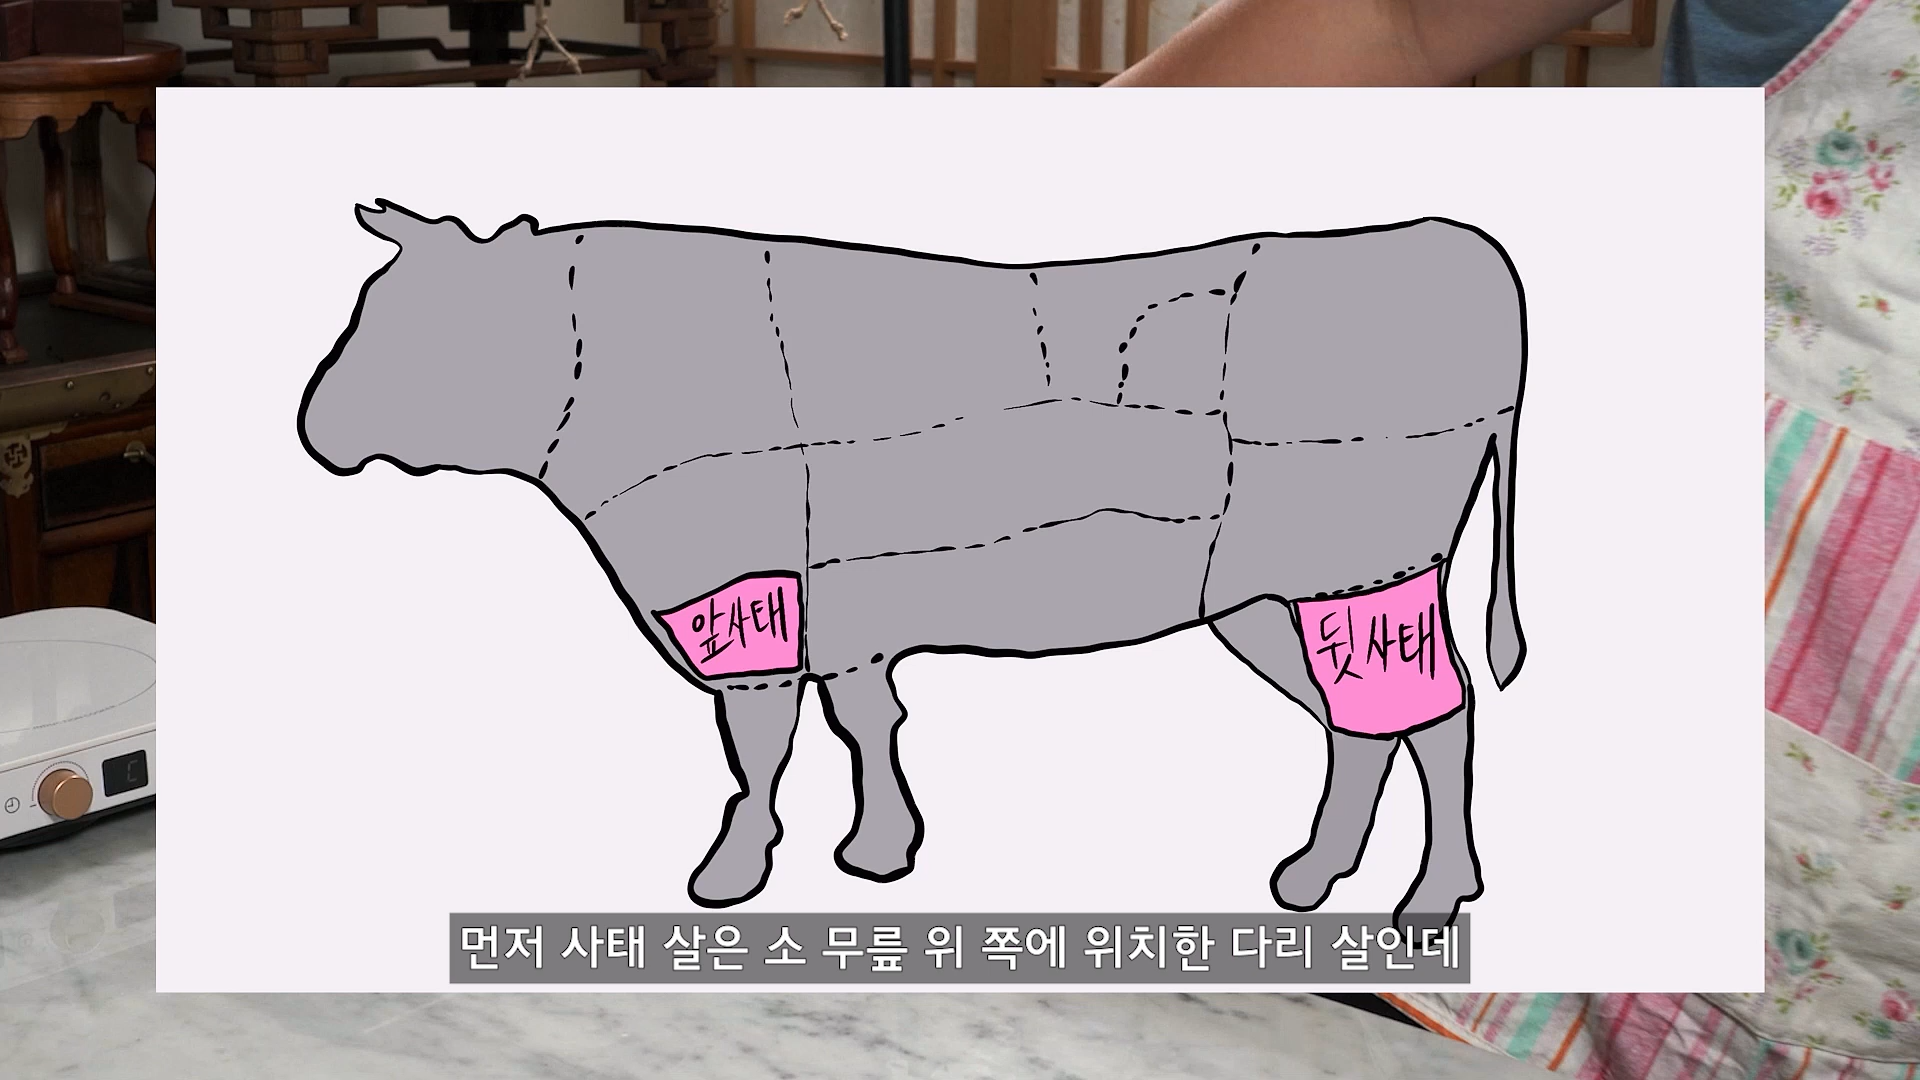 앞사태
뒷사태
먼저 사태 살은 소 무릎 위 쪽에 위치한 다리 살인데